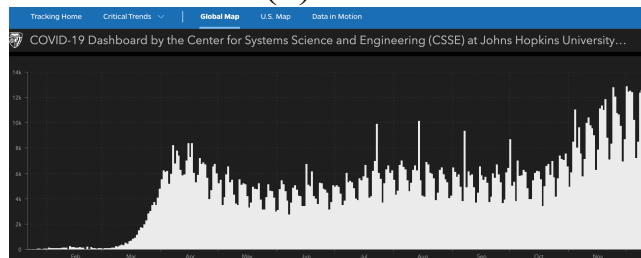 Tracking Home Critical Trends Global Map U.S. Map Data in Motion
COVID-19 Dashboard by the Center for Systems Science and Engineering (CSSE) at Johns Hopkins University…
14k
12k
10k
8k
6k
4k
2k
0
Feb Mar Apr May Jun Jul Aug Sep Oct Nov